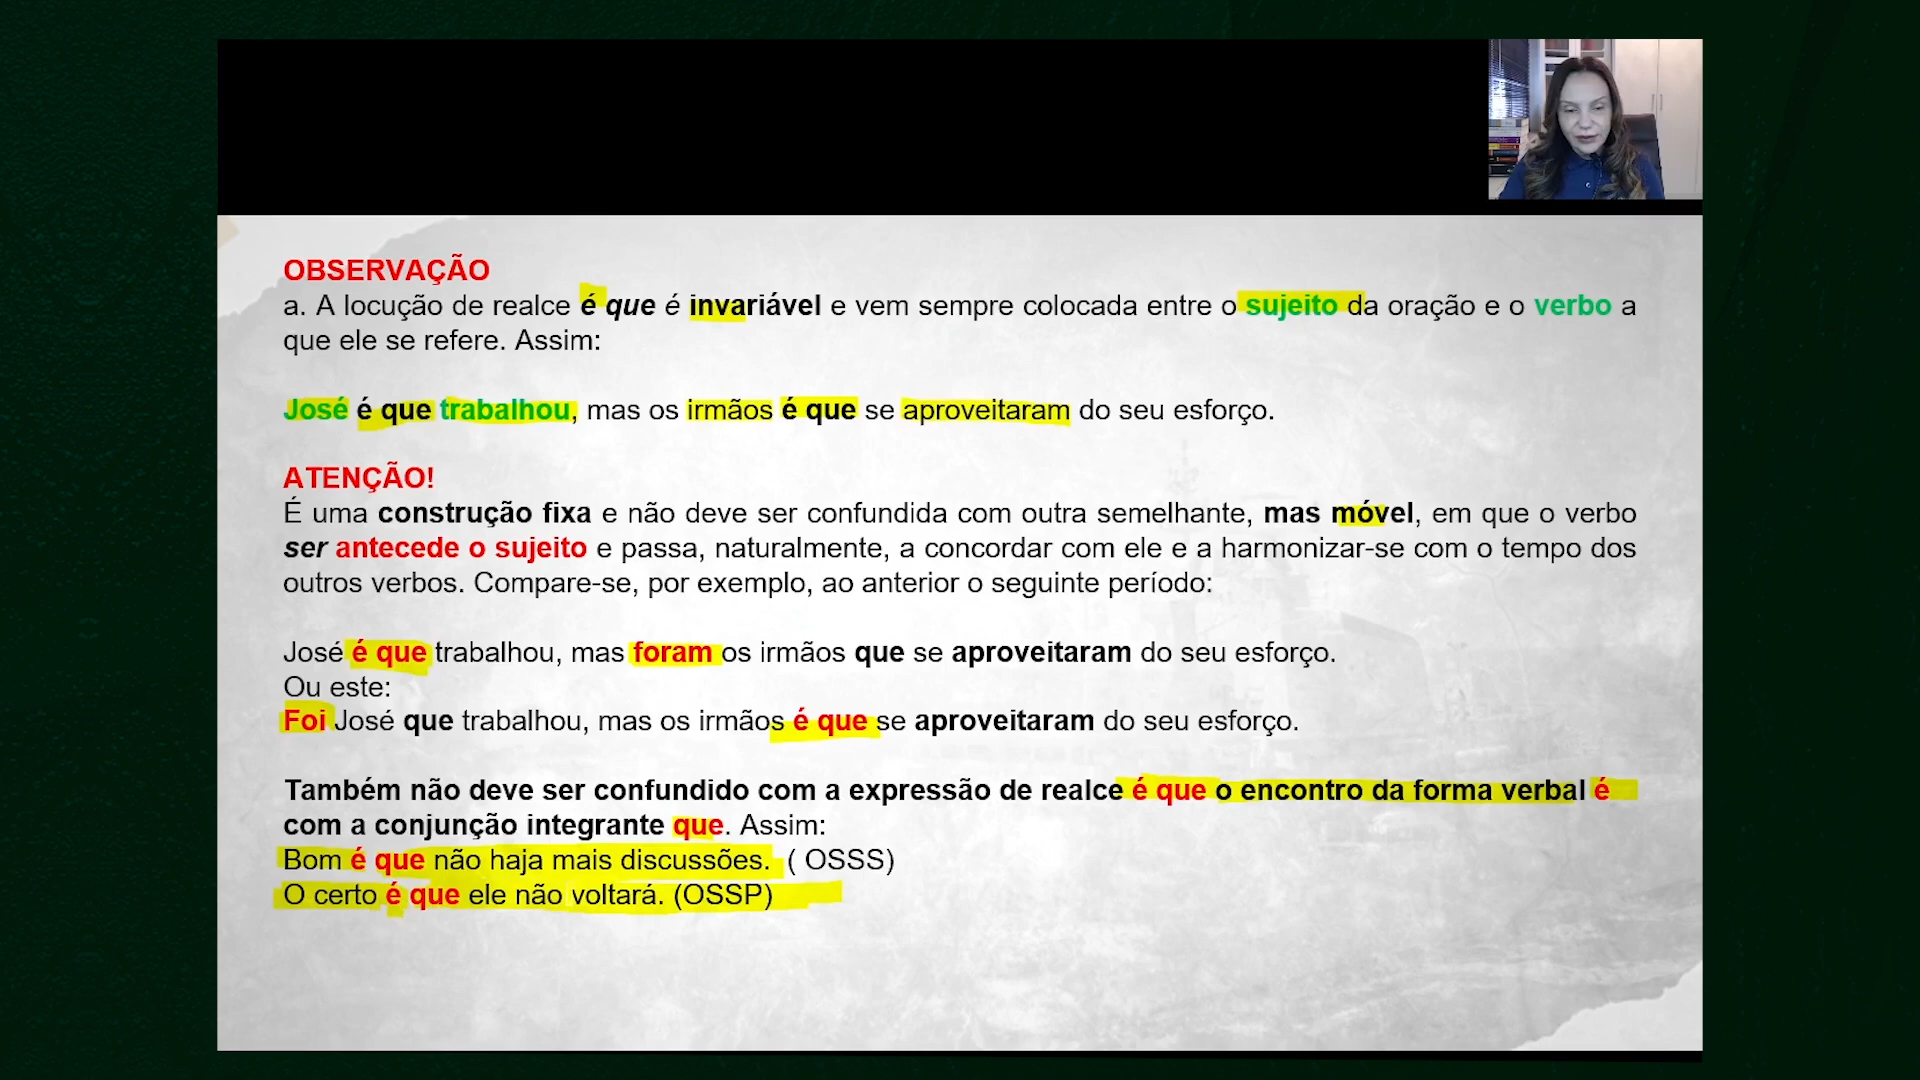 OBSERVAÇÃO
a. A locução de realce é que é invariável e vem sempre colocada entre o sujeito da oração e o verbo a
que ele se refere. Assim:
José é que trabalhou, mas os irmãos é que se aproveitaram do seu esforço.
ATENÇÃO!
É uma construção fixa e não deve ser confundida com outra semelhante, mas móvel, em que o verbo
ser antecede o sujeito e passa, naturalmente, a concordar com ele e a harmonizar-se com o tempo dos
outros verbos. Compare-se, por exemplo, ao anterior o seguinte período:
José é que trabalhou, mas foram os irmãos que se aproveitaram do seu esforço.
Ou este:
Foi José que trabalhou, mas os irmãos é que se aproveitaram do seu esforço.
Também não deve ser confundido com a expressão de realce é que o encontro da forma verbal é
com a conjunção integrante que. Assim:
Bom é que não haja mais discussões. ( OSSS)
O certo é que ele não voltará. (OSSP)